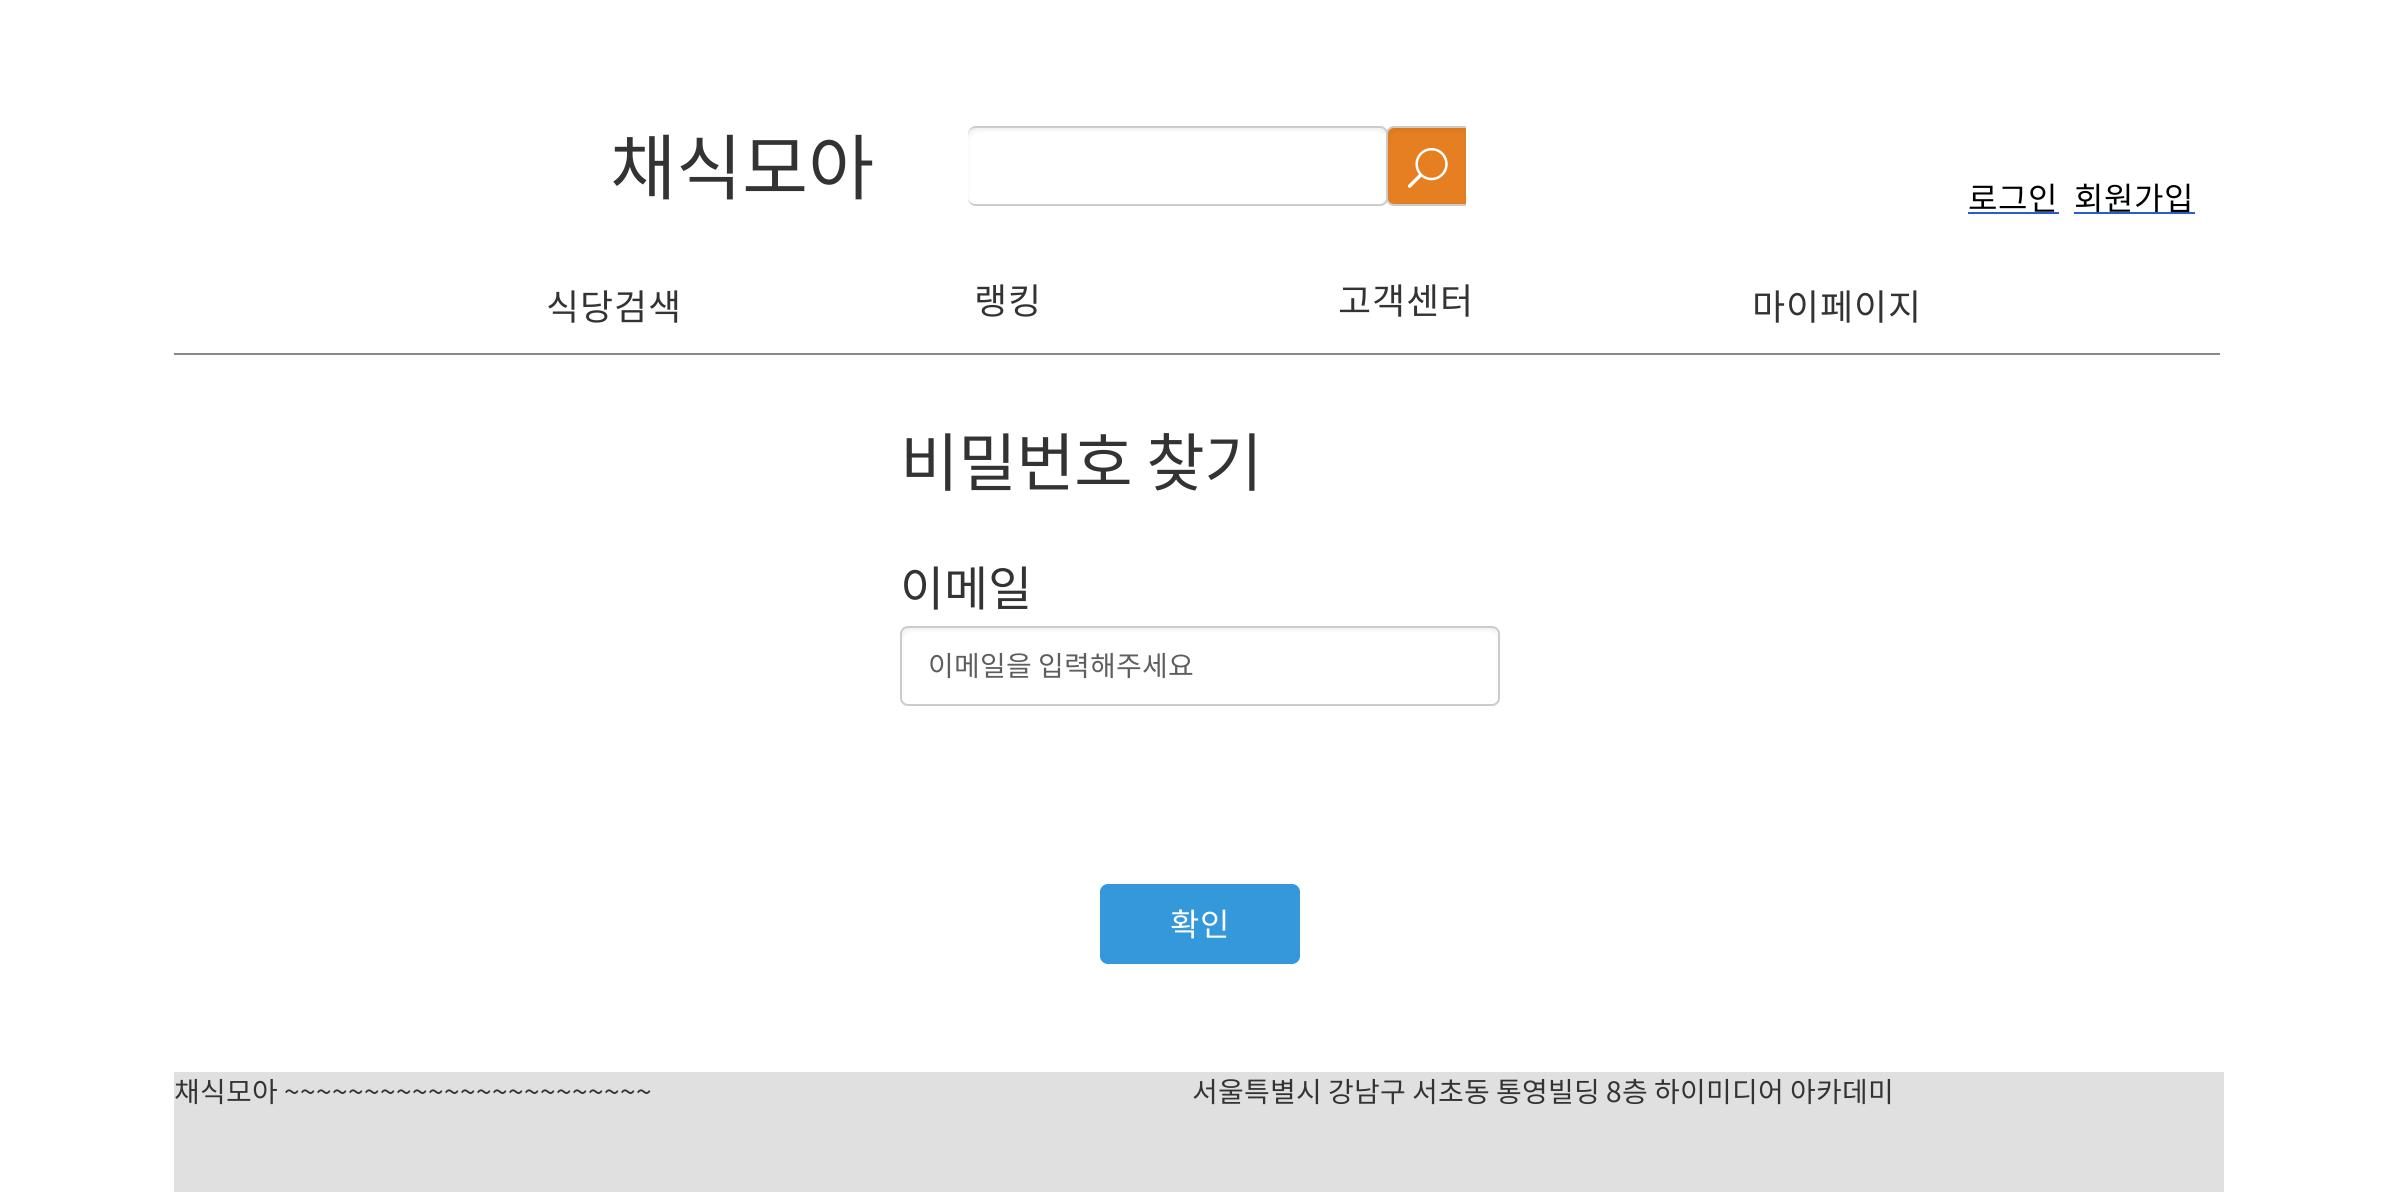 채식모아
로그인 회원가입
식당검색 랭킹 고객센터 마이페이지
비밀번호 찾기
이메일
이메일을 입력해주세요
확인
채식모아 ~~~~~~~~~~~~~~~~~~~~~~~ 서울특별시 강남구 서초동 통영빌딩 8층 하이미디어 아카데미